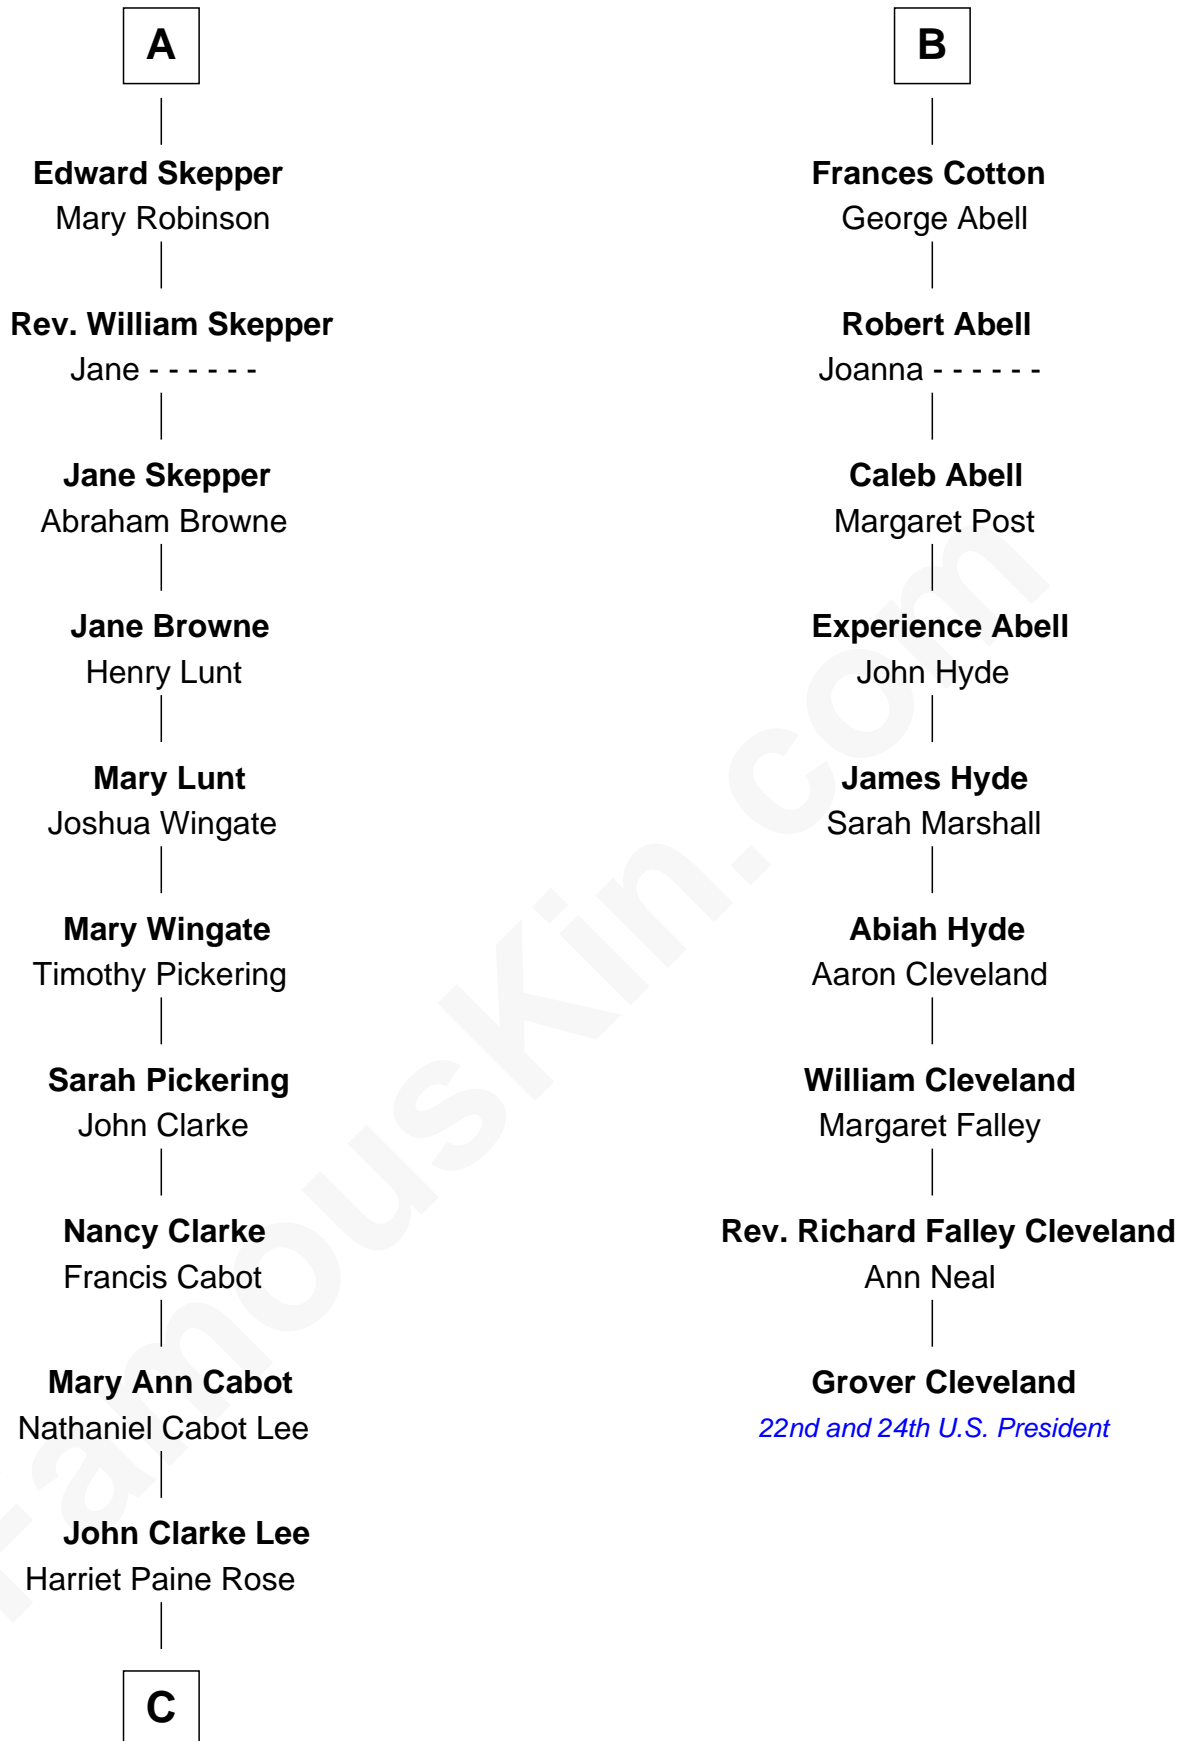 A
Edward Skepper
Mary Robinson
Rev. William Skepper
Jane - - - - - -
Jane Skepper
Abraham Browne
Jane Browne
Henry Lunt
Mary Lunt
Joshua Wingate
Mary Wingate
Timothy Pickering
Sarah Pickering
John Clarke
Nancy Clarke
Francis Cabot
Mary Ann Cabot
Nathaniel Cabot Lee
John Clarke Lee
Harriet Paine Rose
C
B
Frances Cotton
George Abell
Robert Abell
Joanna - - - - - -
Caleb Abell
Margaret Post
Experience Abell
John Hyde
James Hyde
Sarah Marshall
Abiah Hyde
Aaron Cleveland
William Cleveland
Margaret Falley
Rev. Richard Falley Cleveland
Ann Neal
Grover Cleveland
22nd and 24th U.S. President
FamousKin.com